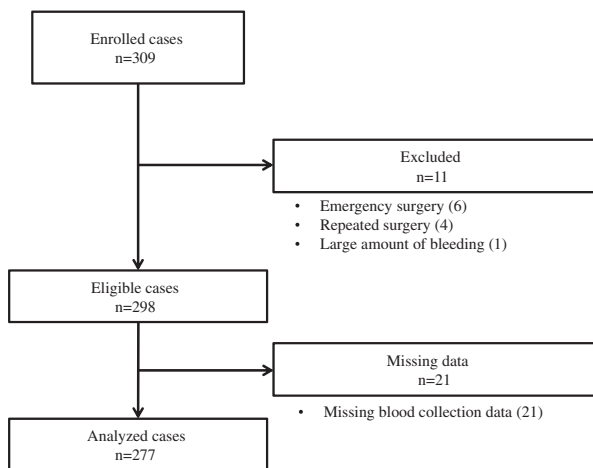 Enrolled cases
n=309
Excluded
n=11
• Emergency surgery (6)
• Repeated surgery (4)
• Large amount of bleeding (1)
Eligible cases
n=298
Missing data
n=21
• Missing blood collection data (21)
Analyzed cases
n=277